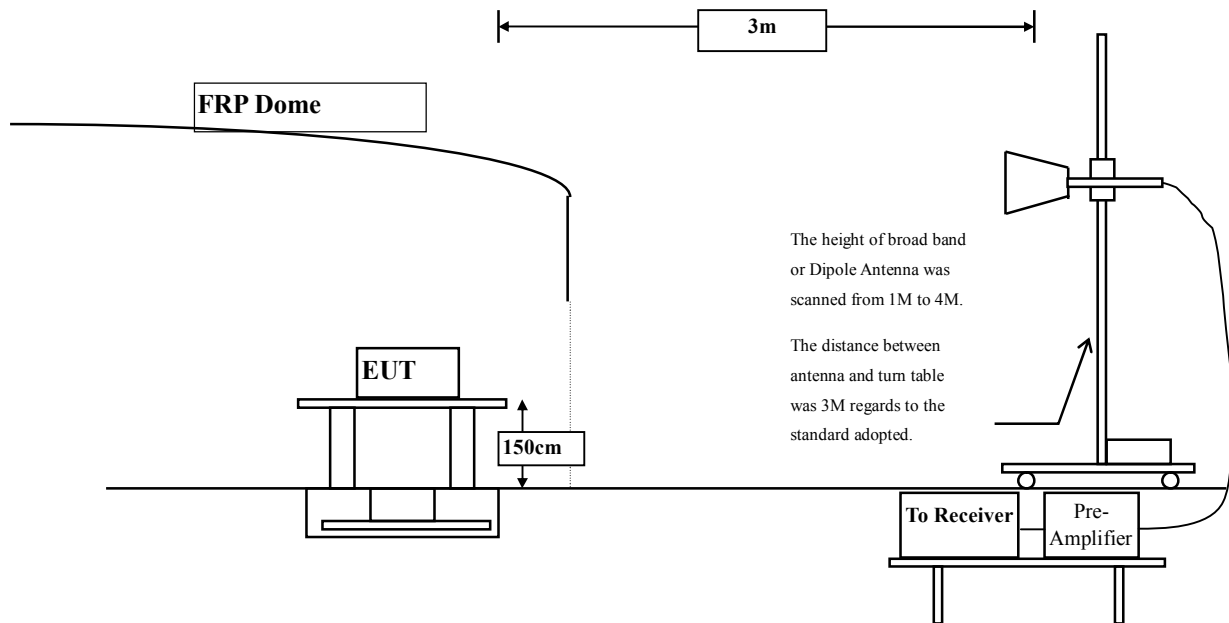 3m
FRP Dome
The height of broad band
or Dipole Antenna was
scanned from 1M to 4M.
The distance between
antenna and turn table
was 3M regards to the
standard adopted.
EUT
150cm
To Receiver
Pre-
Amplifier